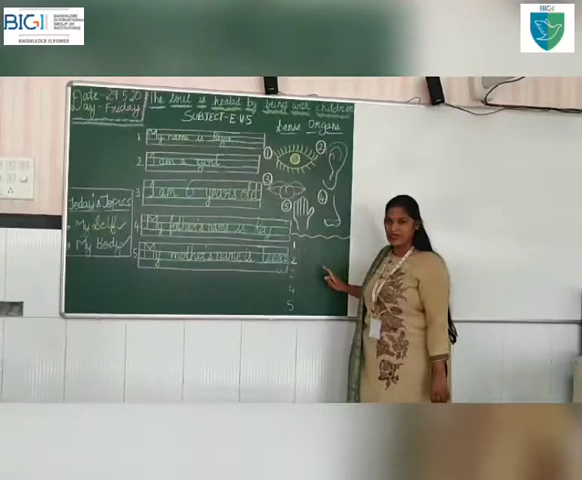 BIGI
BANGALORE
INTERNATIONAL
GROUP OF
INSTITUTIONS
KNOWLEDGE IS POWER
BIGI
Date - 29.5.20
Day - Friday
The Soul is healed by being with children
SUBJECT - EVS
Sense Organs
1 My name is
2 I am a
3 I am 6 years old
4 My father's name is
5 My mother's name is
Today's Topics
My Self
My Body
1
2
3
4
5
1
2
3
4
5